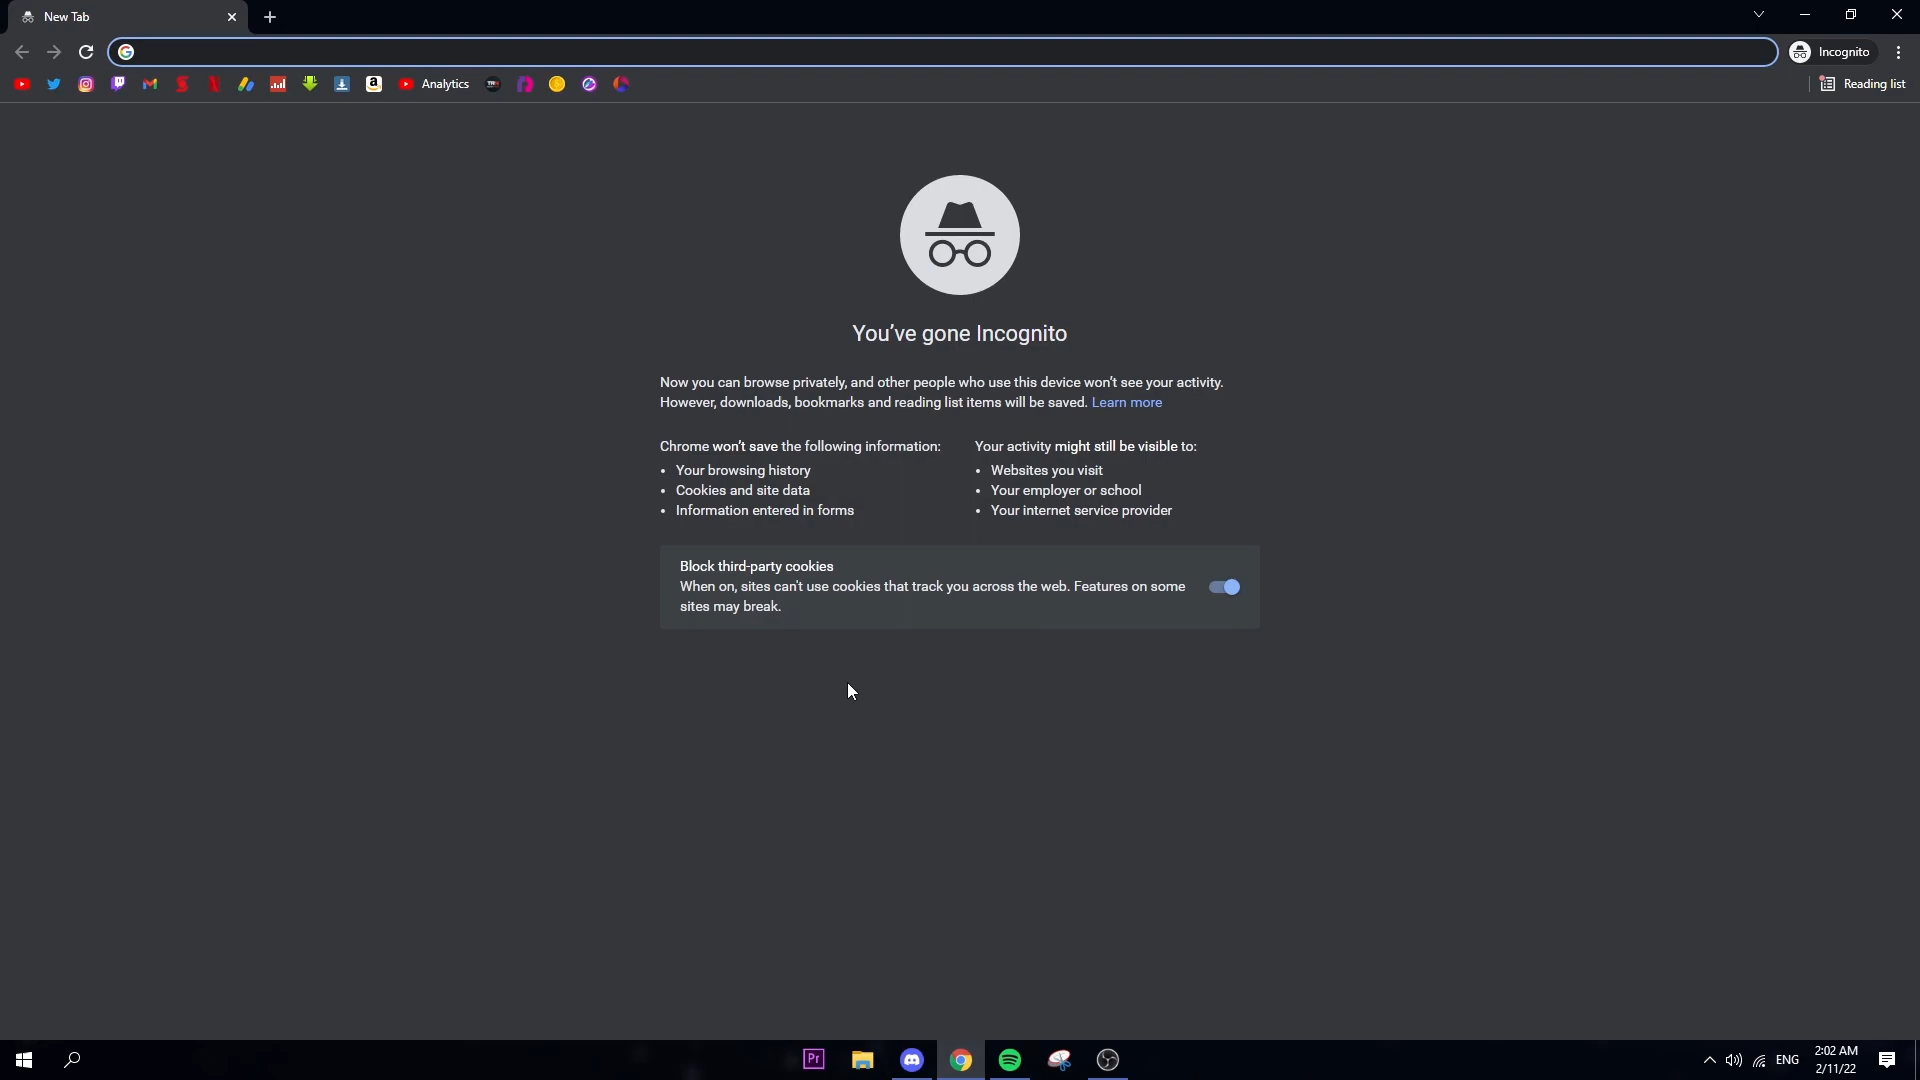 New Tab
Incognito
Analytics
Reading list
You've gone Incognito
Now you can browse privately, and other people who use this device won't see your activity.
However, downloads, bookmarks and reading list items will be saved. Learn more
Chrome won't save the following information:
• Your browsing history
• Cookies and site data
• Information entered in forms
Your activity might still be visible to:
• Websites you visit
• Your employer or school
• Your internet service provider
Block third-party cookies
When on, sites can't use cookies that track you across the web. Features on some
sites may break.
Pr
ENG
2:02 AM
2/11/22